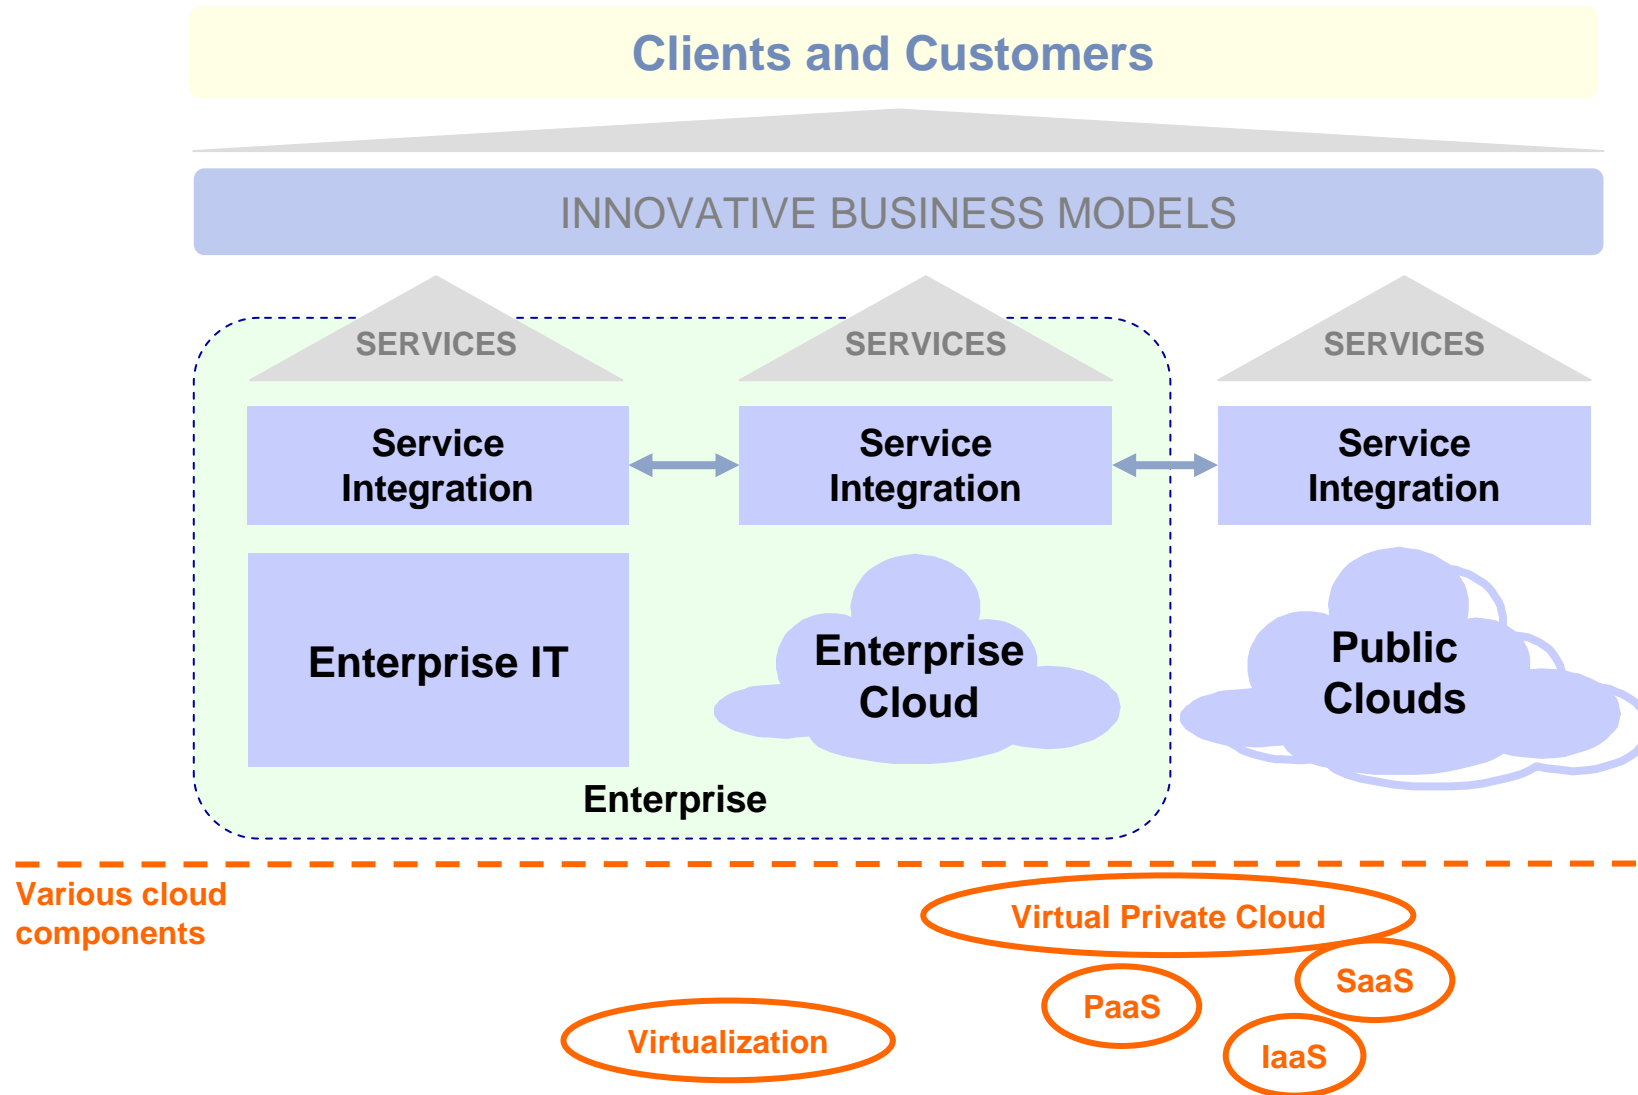 Clients and Customers
INNOVATIVE BUSINESS MODELS
SERVICES
SERVICES
SERVICES
Service
Integration
Service
Integration
Service
Integration
Enterprise IT
Enterprise
Cloud
Public
Clouds
Enterprise
Various cloud
components
Virtual Private Cloud
SaaS
PaaS
Virtualization
IaaS